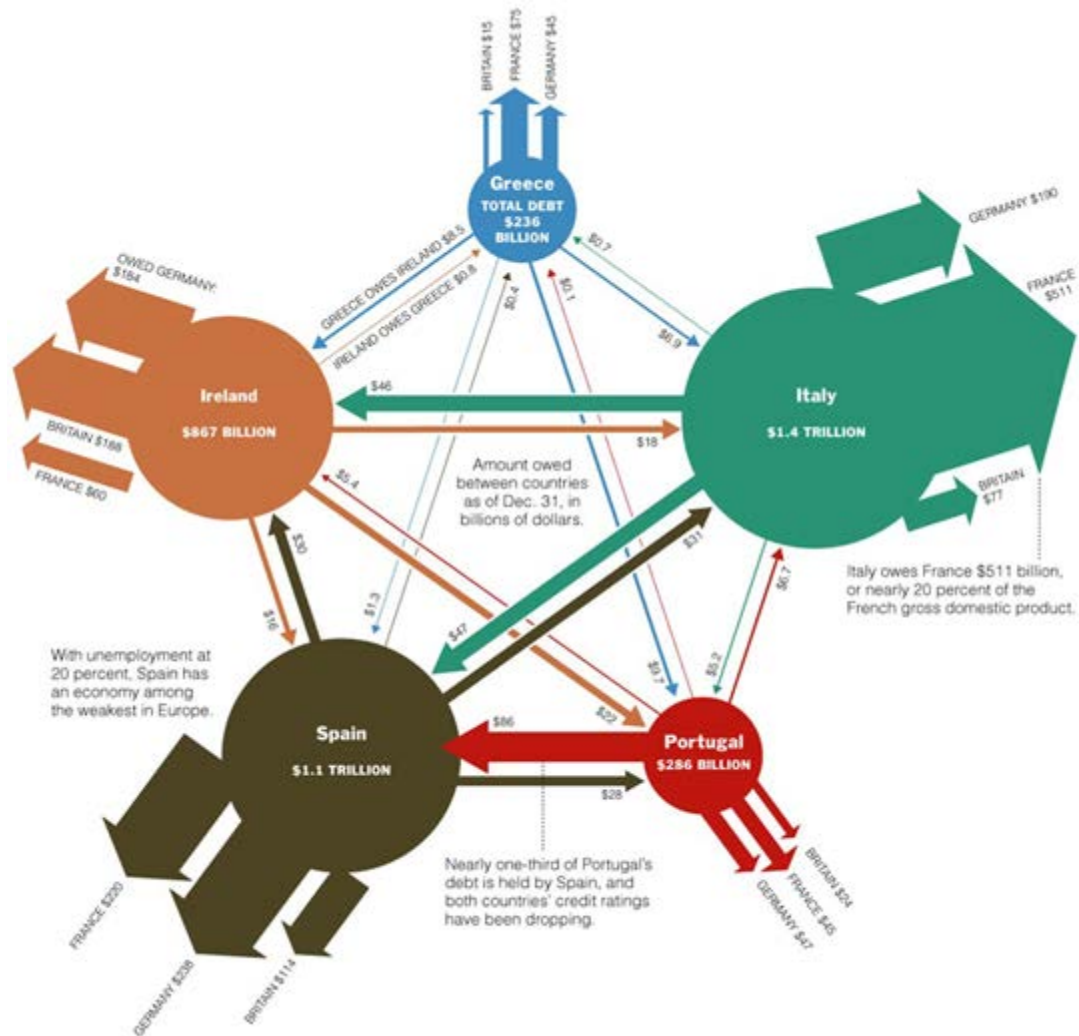 BRITAIN $15
FRANCE $75
GERMANY $45
Greece
TOTAL DEBT
$236
BILLION
GREECE OWES IRELAND $8.5
IRELAND OWES GREECE $0.8
$0.4
$0.1
$0.7
$6.9
GERMANY $190
FRANCE
$511
OWED GERMANY:
$184
BRITAIN $188
FRANCE $60
Ireland
$867 BILLION
$46
$18
Italy
$1.4 TRILLION
BRITAIN
$77
Amount owed
between countries
as of Dec. 31, in
billions of dollars.
$5.4
$30
$16
$1.3
$31
$47
$9.7
$5.2
$6.7
Italy owes France $511 billion,
or nearly 20 percent of the
French gross domestic product.
With unemployment at
20 percent, Spain has
an economy among
the weakest in Europe.
$22
$86
$28
Spain
$1.1 TRILLION
Portugal
$286 BILLION
Nearly one-third of Portugal's
debt is held by Spain, and
both countries' credit ratings
have been dropping.
FRANCE $220
GERMANY $238
BRITAIN $114
BRITAIN $24
FRANCE $45
GERMANY $47